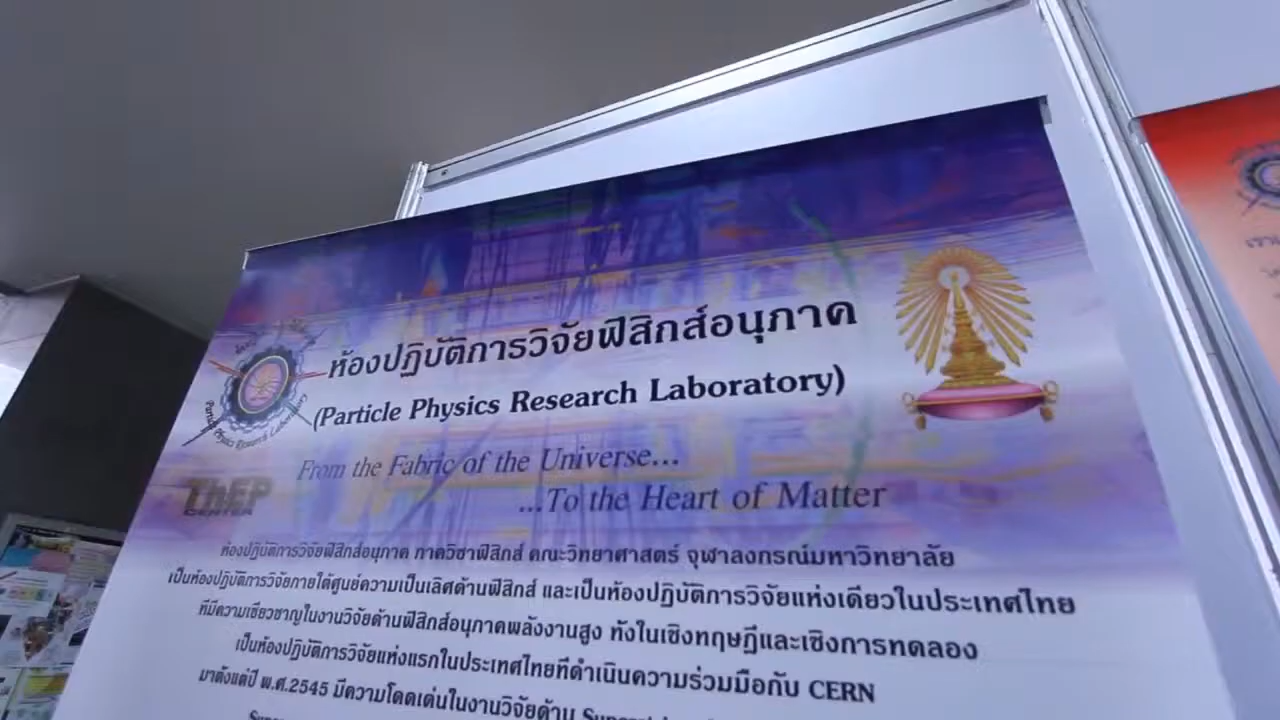 ห้องปฏิบัติการวิจัยฟิสิกส์อนุภาค
(Particle Physics Research Laboratory)
From the Fabric of the Universe...
...To the Heart of Matter
ThEP
CENTER
ห้องปฏิบัติการวิจัยฟิสิกส์อนุภาค ภาควิชาฟิสิกส์ คณะวิทยาศาสตร์ จุฬาลงกรณ์มหาวิทยาลัย
เป็นห้องปฏิบัติการวิจัยภายใต้ศูนย์ความเป็นเลิศด้านฟิสิกส์ และเป็นห้องปฏิบัติการวิจัยแห่งเดียวในประเทศไทย
ที่มีความเชี่ยวชาญในงานวิจัยด้านฟิสิกส์อนุภาคพลังงานสูง ทั้งในเชิงทฤษฎีและเชิงการทดลอง
เป็นห้องปฏิบัติการวิจัยแห่งแรกในประเทศไทยที่ดำเนินความร่วมมือกับ CERN
มาตั้งแต่ปี พ.ศ.2545 มีความโดดเด่นในงานวิจัยด้าน